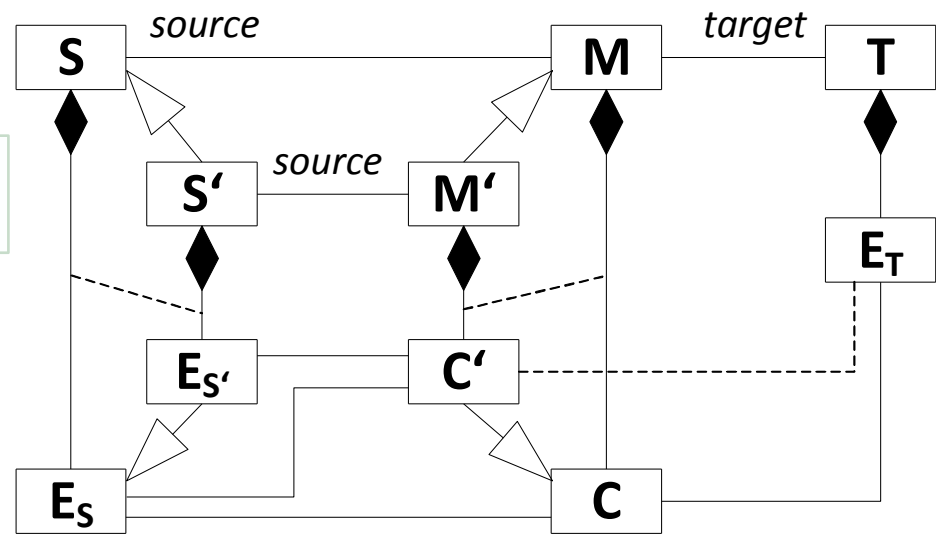 source
target
S
M
T
source
S‘
M‘
E_T
E_S‘
C‘
E_S
C